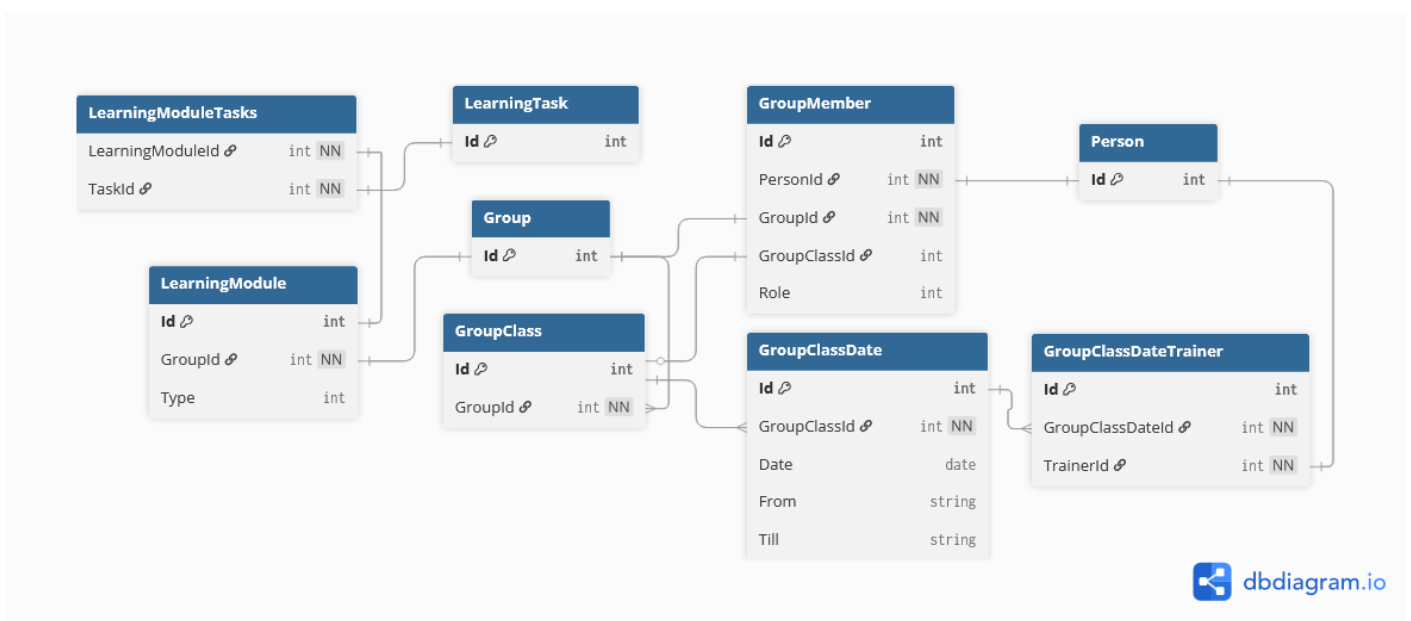 LearningModuleTasks
LearningModuleId int NN
TaskId int NN
LearningTask
Id int
Group
Id int
LearningModule
Id int
GroupId int NN
Type int
GroupClass
Id int
GroupId int NN
GroupMember
Id int
PersonId int NN
GroupId int NN
GroupClassId int
Role int
Person
Id int
GroupClassDate
Id int
GroupClassId int NN
Date date
From string
Till string
GroupClassDateTrainer
Id int
GroupClassDateId int NN
TrainerId int NN
dbdiagram.io